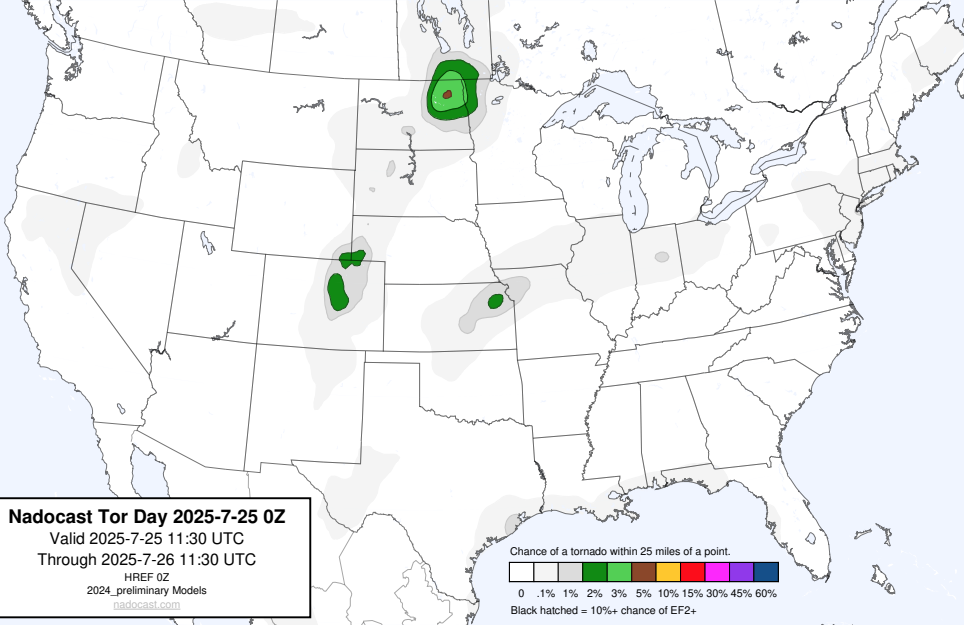 Nadocast Tor Day 2025-7-25 0Z
Valid 2025-7-25 11:30 UTC
Through 2025-7-26 11:30 UTC
HREF 0Z
2024_preliminary Models
nadocast.com
Chance of a tornado within 25 miles of a point.
0 .1% 1% 2% 3% 5% 10% 15% 30% 45% 60%
Black hatched = 10%+ chance of EF2+